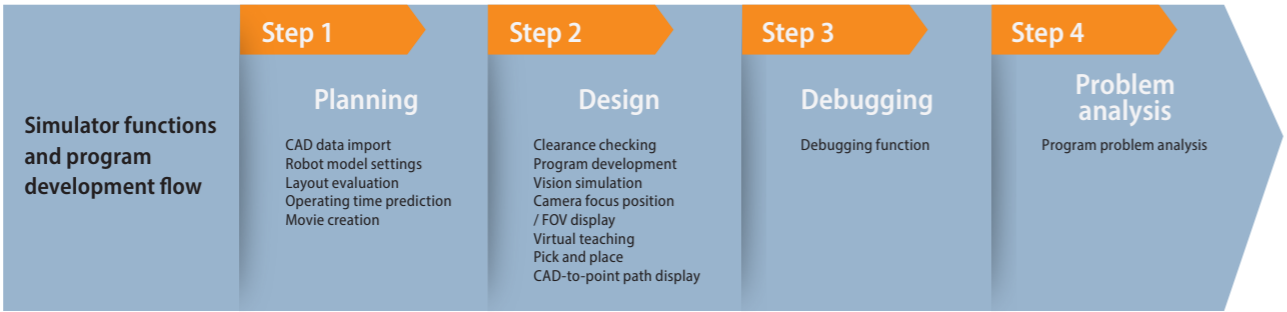 Simulator functions
and program
development flow
Step 1
Planning
CAD data import
Robot model settings
Layout evaluation
Operating time prediction
Movie creation
Step 2
Design
Clearance checking
Program development
Vision simulation
Camera focus position
/ FOV display
Virtual teaching
Pick and place
CAD-to-point path display
Step 3
Debugging
Debugging function
Step 4
Problem
analysis
Program problem analysis